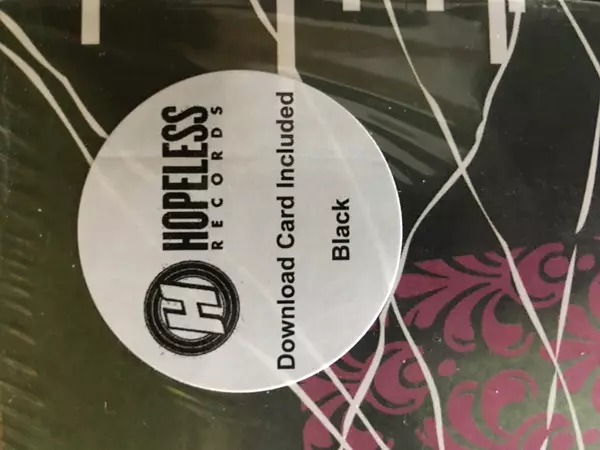 H
HOPELESS
RECORDS
Download Card Included
Black